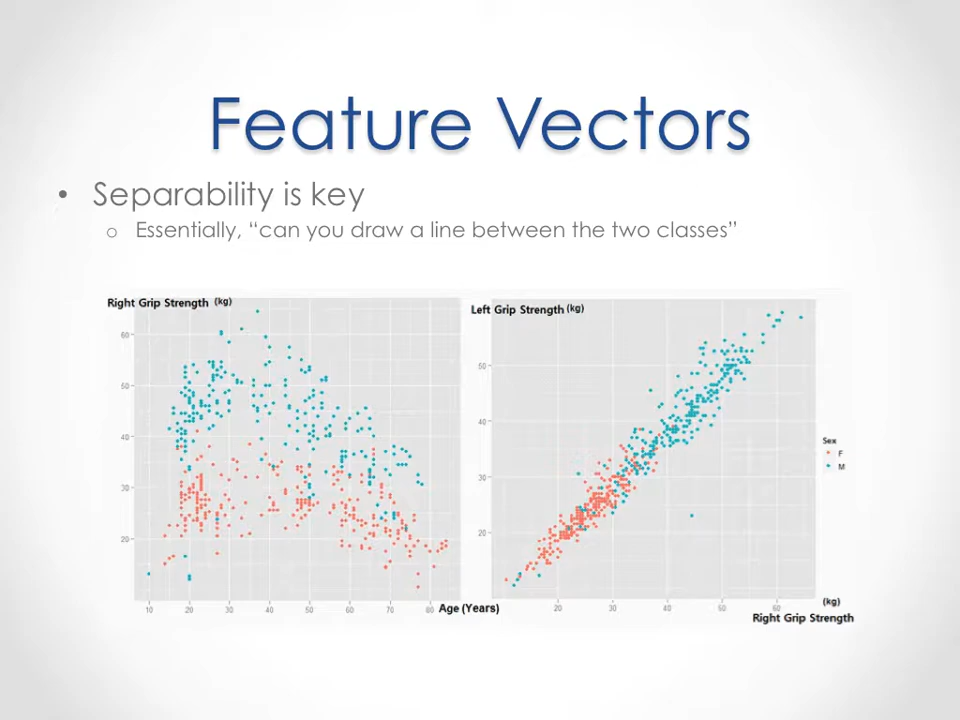 Feature Vectors
• Separability is key
o Essentially, “can you draw a line between the two classes”
Right Grip Strength (kg)
60
50
40
30
20
10 20 30 40 50 60 70 80 Age (Years)
Left Grip Strength (kg)
50
40
30
20
20 30 40 50 60 (kg)
Right Grip Strength
Sex
F
M